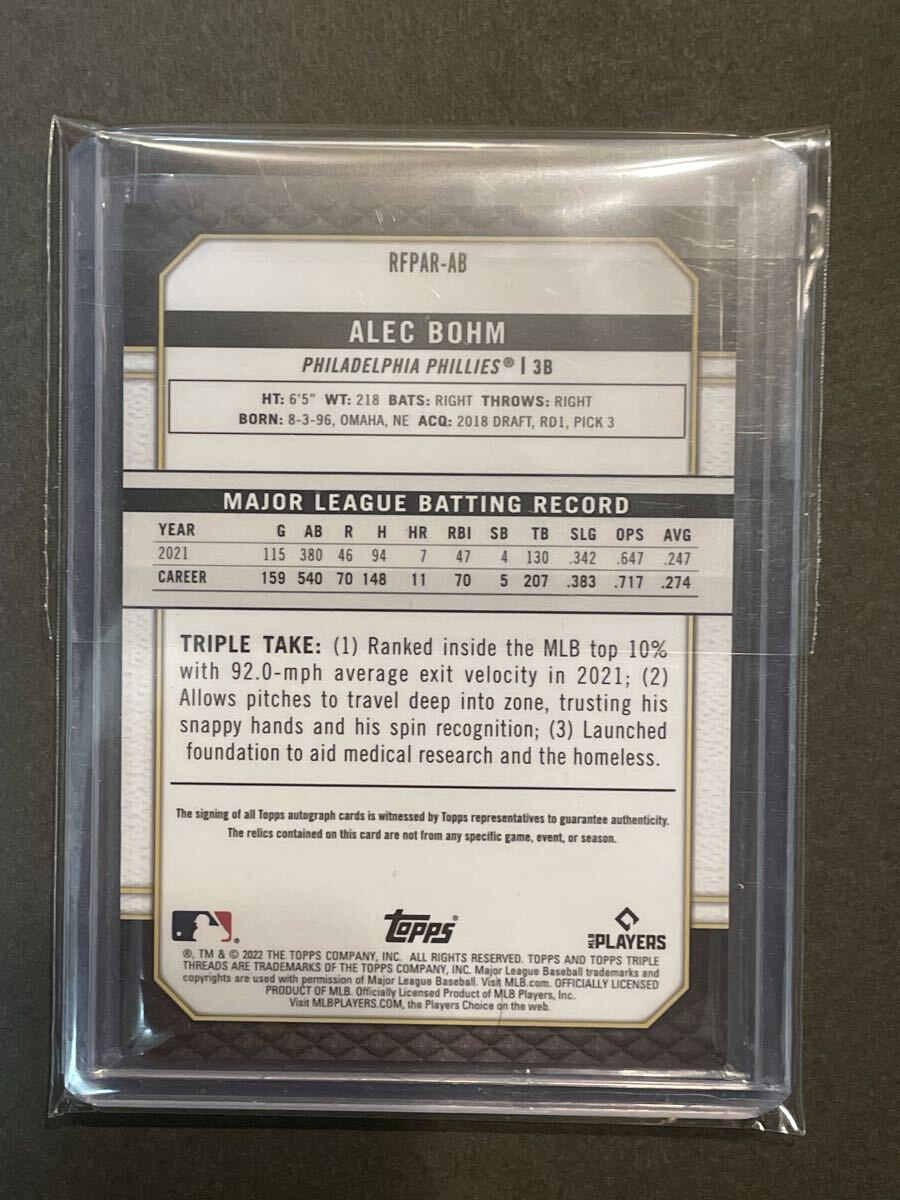 RFPAR-AB
ALEC BOHM
PHILADELPHIA PHILLIES® | 3B
HT: 6'5" WT: 218 BATS: RIGHT THROWS: RIGHT
BORN: 8-3-96, OMAHA, NE ACQ: 2018 DRAFT, RD1, PICK 3
MAJOR LEAGUE BATTING RECORD
YEAR G AB R H HR RBI SB TB SLG OPS AVG
2021 115 380 46 94 7 47 4 130 .342 .647 .247
CAREER 159 540 70 148 11 70 5 207 .383 .717 .274
TRIPLE TAKE: (1) Ranked inside the MLB top 10%
with 92.0-mph average exit velocity in 2021; (2)
Allows pitches to travel deep into zone, trusting his
snappy hands and his spin recognition; (3) Launched
foundation to aid medical research and the homeless.
The signing of all Topps autograph cards is witnessed by Topps representatives to guarantee authenticity.
The relics contained on this card are not from any specific game, event, or season.
topps®
MLB PLAYERS
®, TM & © 2022 THE TOPPS COMPANY, INC. ALL RIGHTS RESERVED. TOPPS AND TOPPS TRIPLE
THREADS ARE TRADEMARKS OF THE TOPPS COMPANY, INC. Major League Baseball trademarks and
copyrights are used with permission of Major League Baseball. Visit MLB.com. OFFICIALLY LICENSED
PRODUCT OF MLB. Officially Licensed Product of MLB Players, Inc.
Visit MLBPLAYERS.COM, the Players Choice on the web.